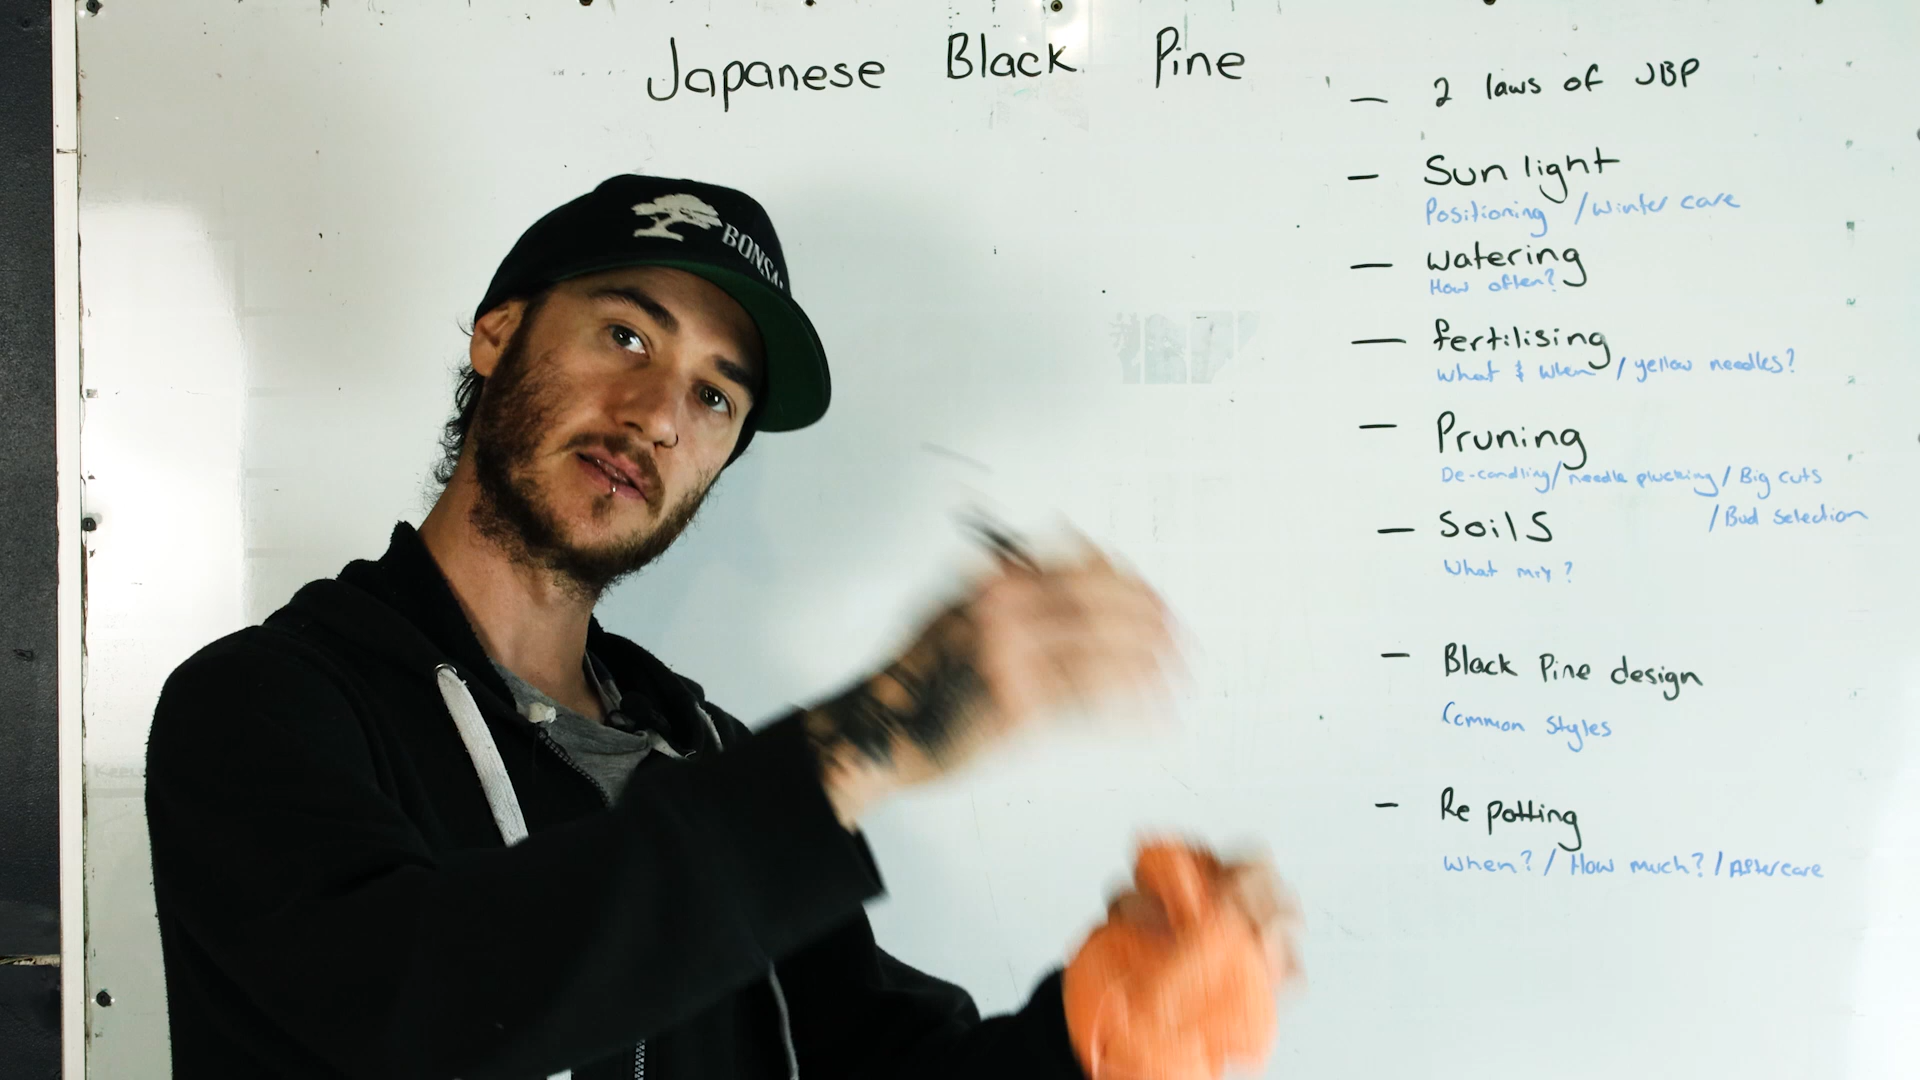 Japanese Black Pine
BONSA
– 2 laws of JBP
– Sun light
Positioning / Winter care
– watering
How often?
– fertilising
What & When / yellow needles?
– Pruning
De-candling / needle plucking / Big cuts
/ Bud Selection
– Soils
What mix?
– Black Pine design
Common Styles
– Re potting
When? / How much? / Aftercare